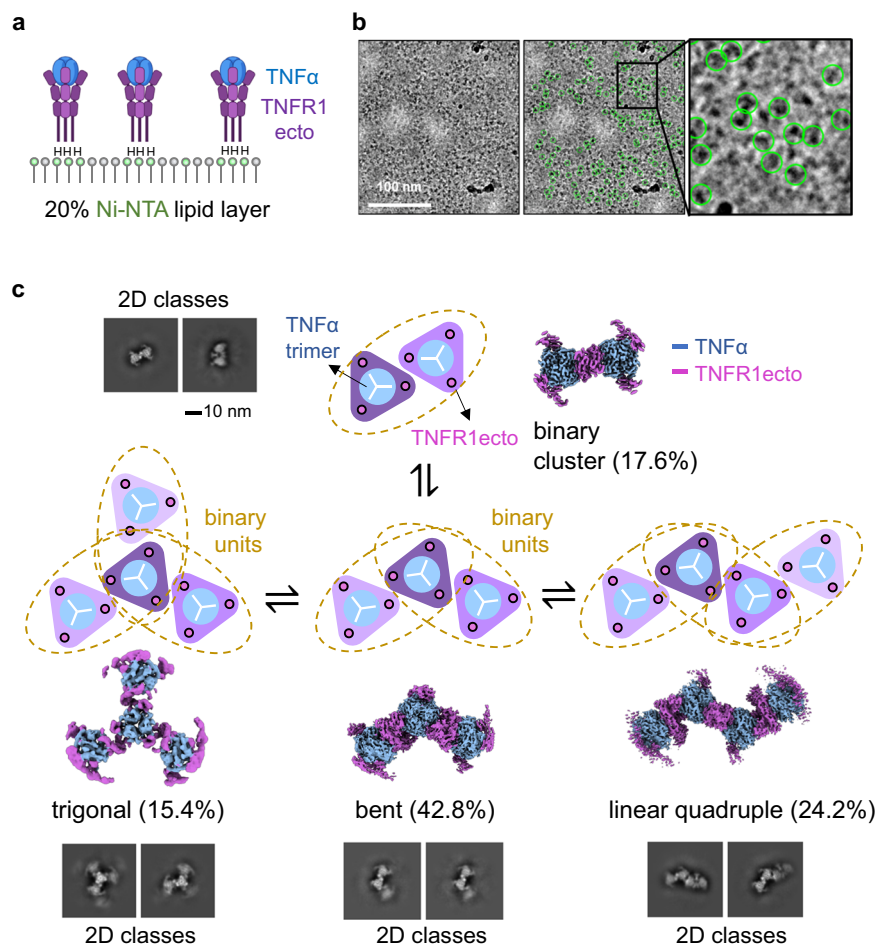 a
TNFα
TNFR1
ecto
HHH
HHH
HHH
20% Ni-NTA lipid layer
b
100 nm
c
2D classes
10 nm
TNFα
trimer
TNFR1ecto
TNFα
TNFR1ecto
binary
cluster (17.6%)
binary
units
binary
units
trigonal (15.4%)
bent (42.8%)
linear quadruple (24.2%)
2D classes
2D classes
2D classes